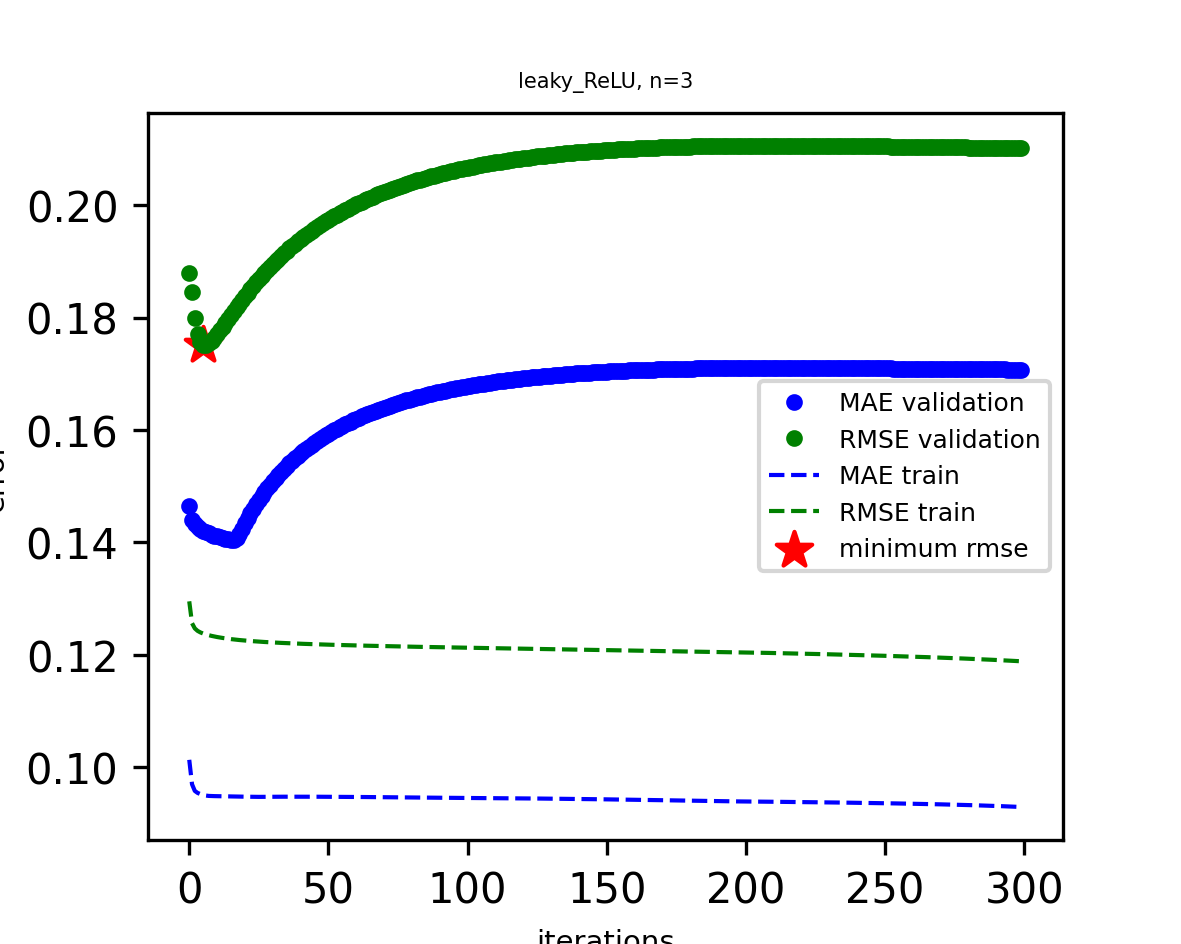 leaky_ReLU, n=3
0.20
0.18
0.16
0.14
0.12
0.10
MAE validation
RMSE validation
MAE train
RMSE train
minimum rmse
0 50 100 150 200 250 300
iterations